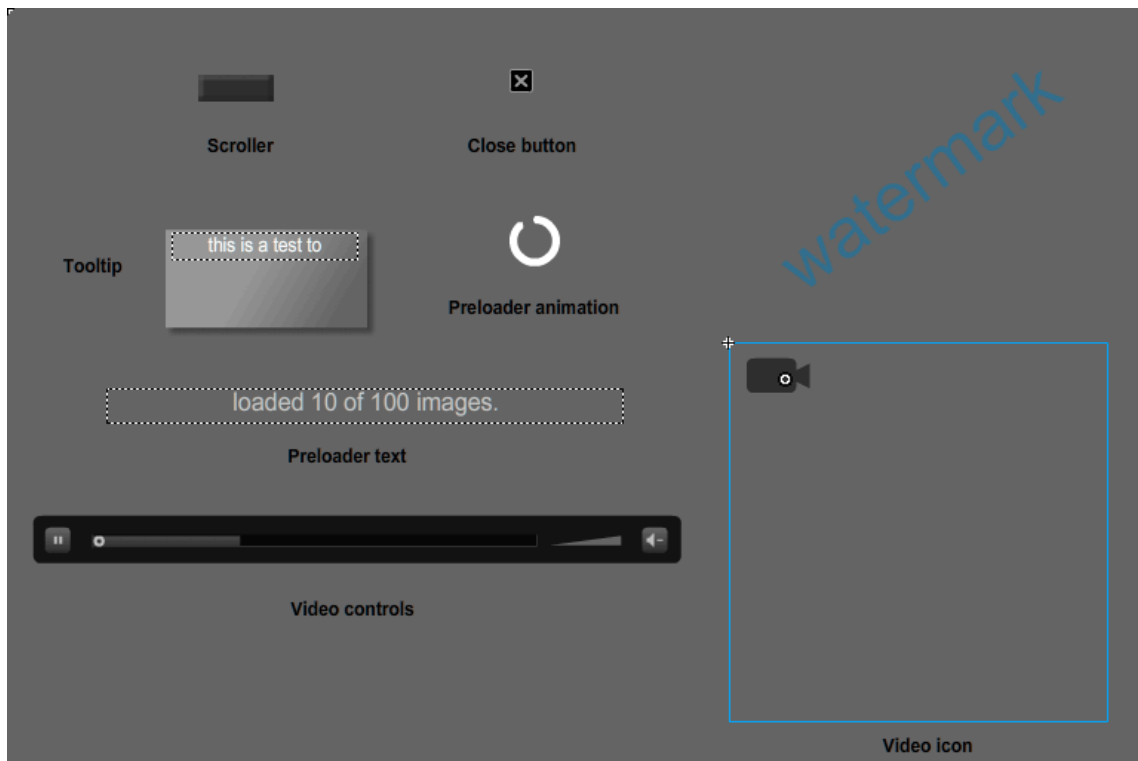 Scroller
Close button
watermark
Tooltip
this is a test to
Preloader animation
loaded 10 of 100 images.
Preloader text
Video controls
Video icon